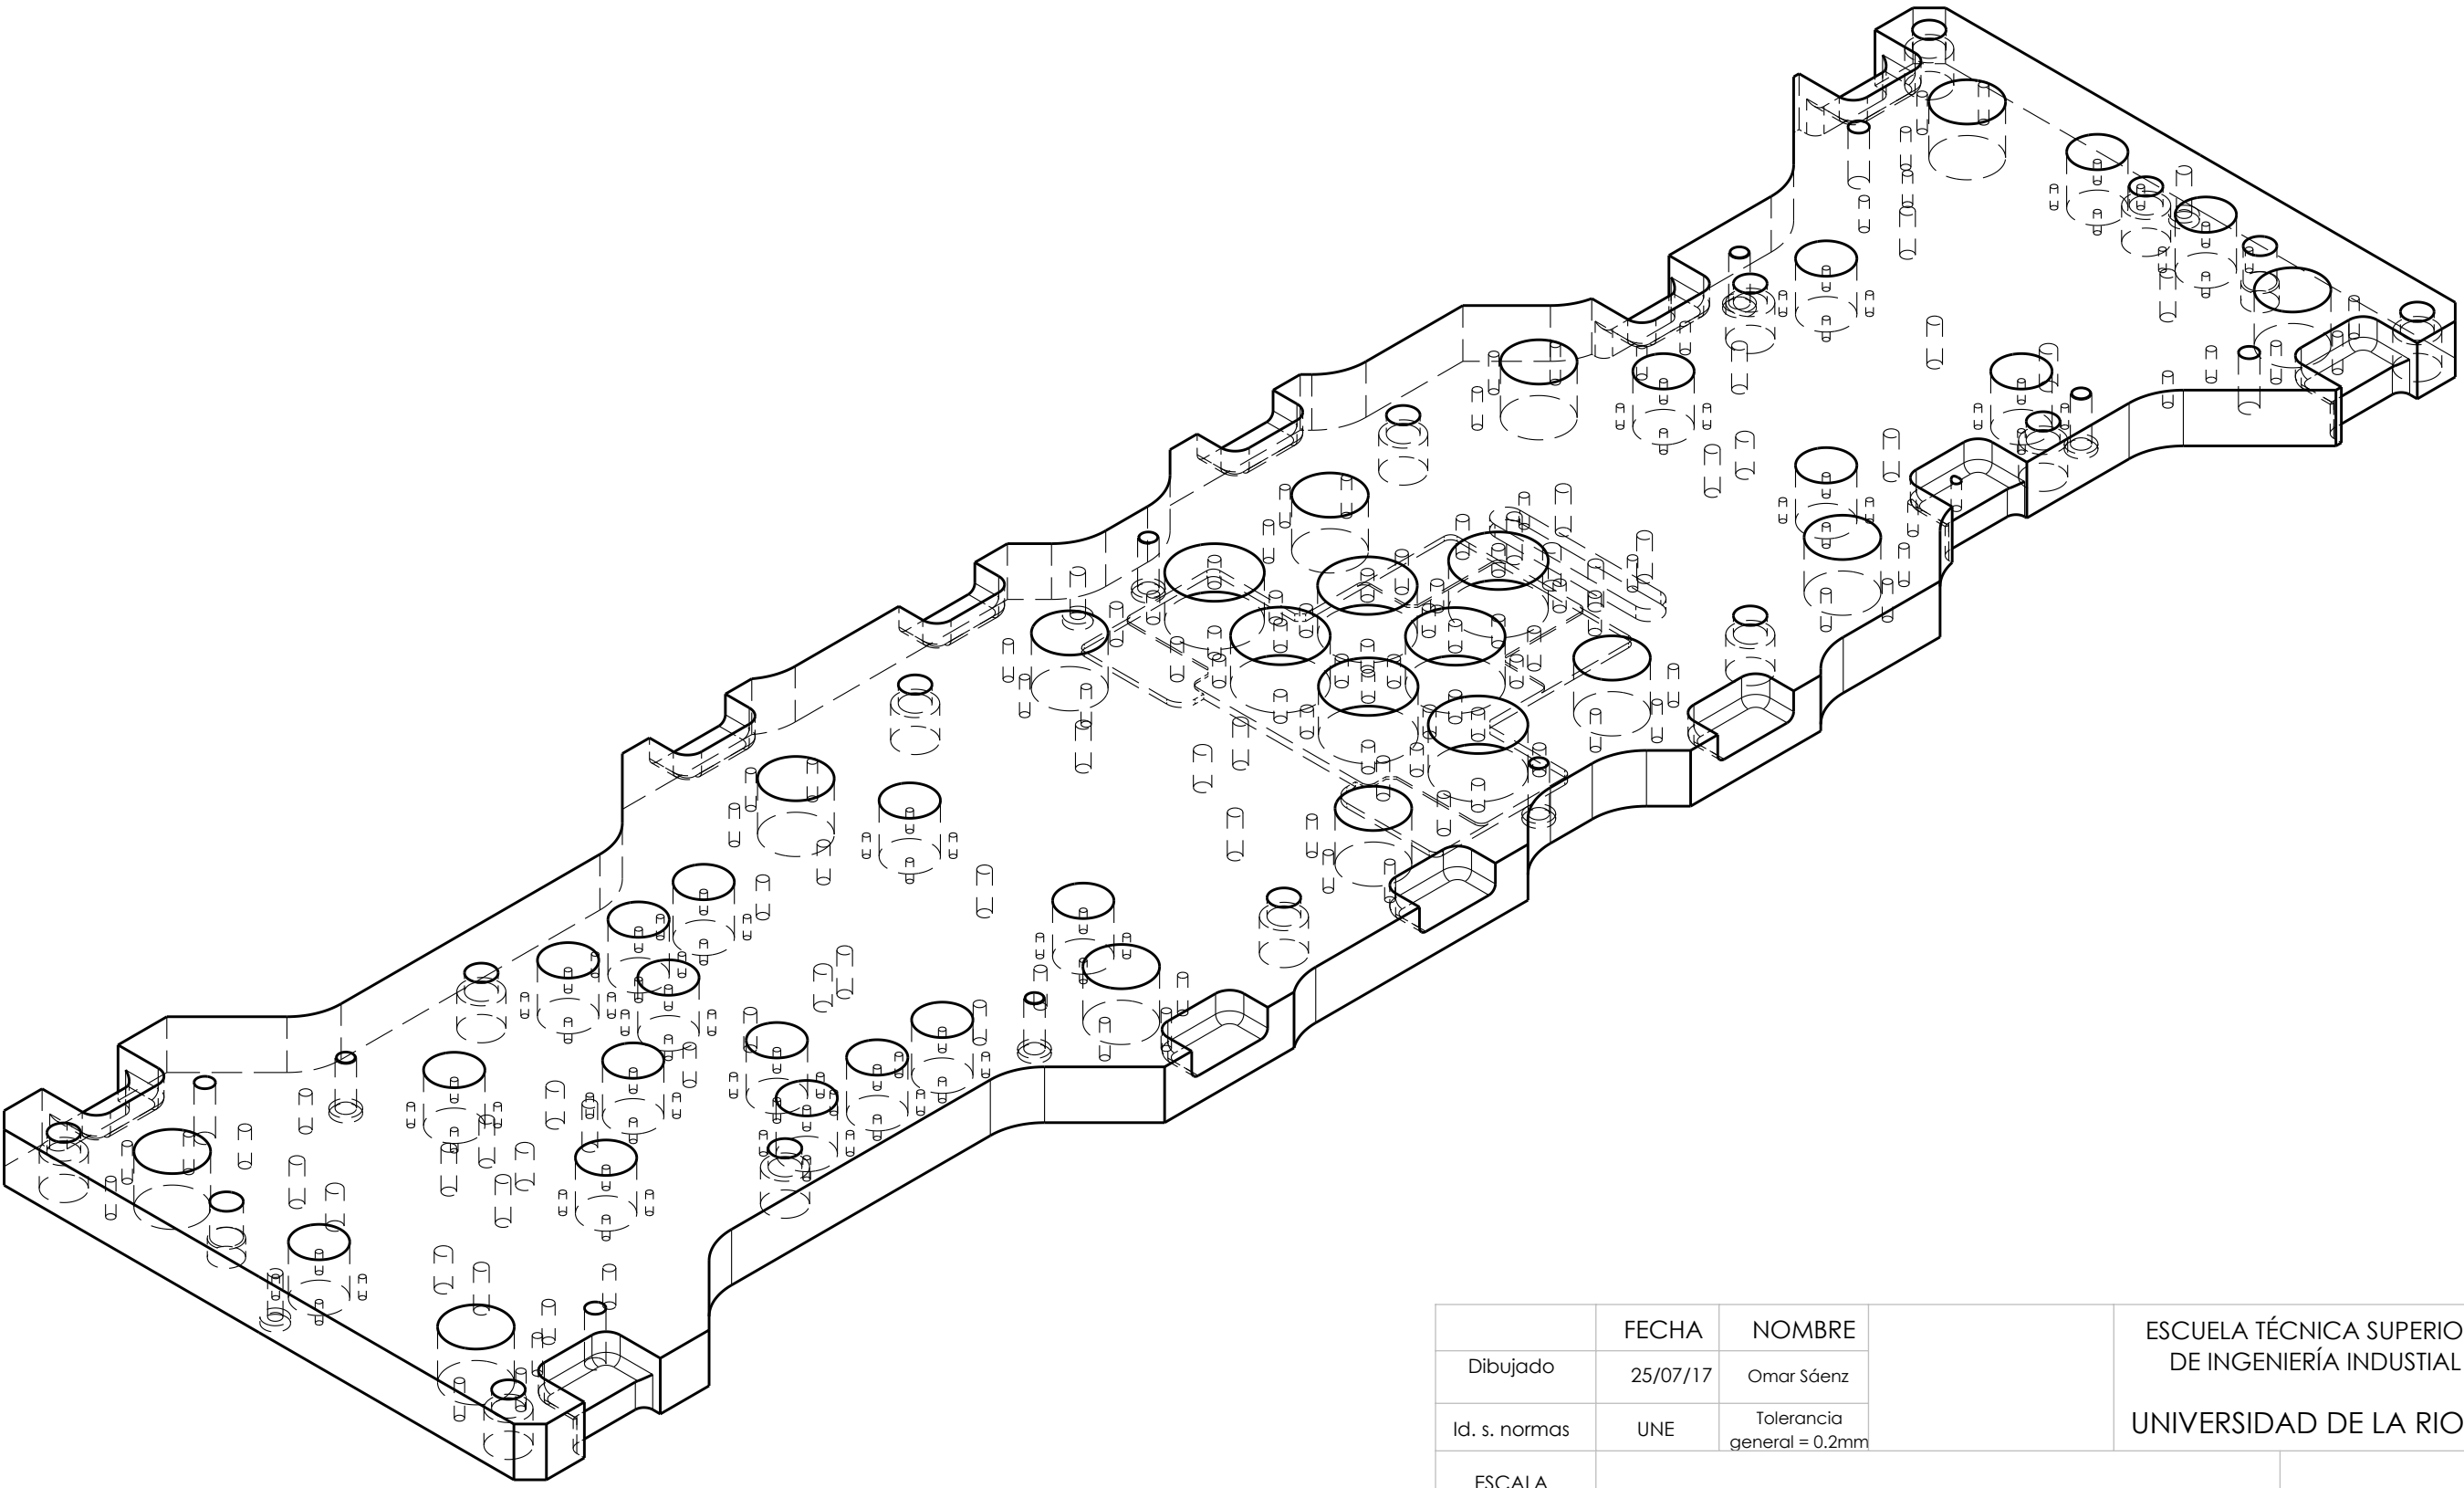 FECHA NOMBRE
Dibujado 25/07/17 Omar Sáenz
Id. s. normas UNE Tolerancia
general = 0.2mm
ESCUELA TÉCNICA SUPERIO
DE INGENIERÍA INDUSTIAL
UNIVERSIDAD DE LA RIO
ESCALA